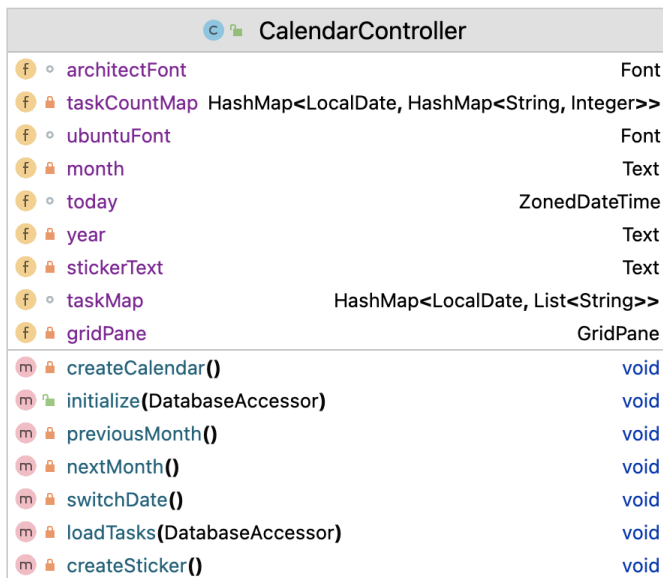 C CalendarController
f architectFont Font
f taskCountMap HashMap<LocalDate, HashMap<String, Integer>>
f ubuntuFont Font
f month Text
f today ZonedDateTime
f year Text
f stickerText Text
f taskMap HashMap<LocalDate, List<String>>
f gridPane GridPane
m createCalendar() void
m initialize(DatabaseAccessor) void
m previousMonth() void
m nextMonth() void
m switchDate() void
m loadTasks(DatabaseAccessor) void
m createSticker() void